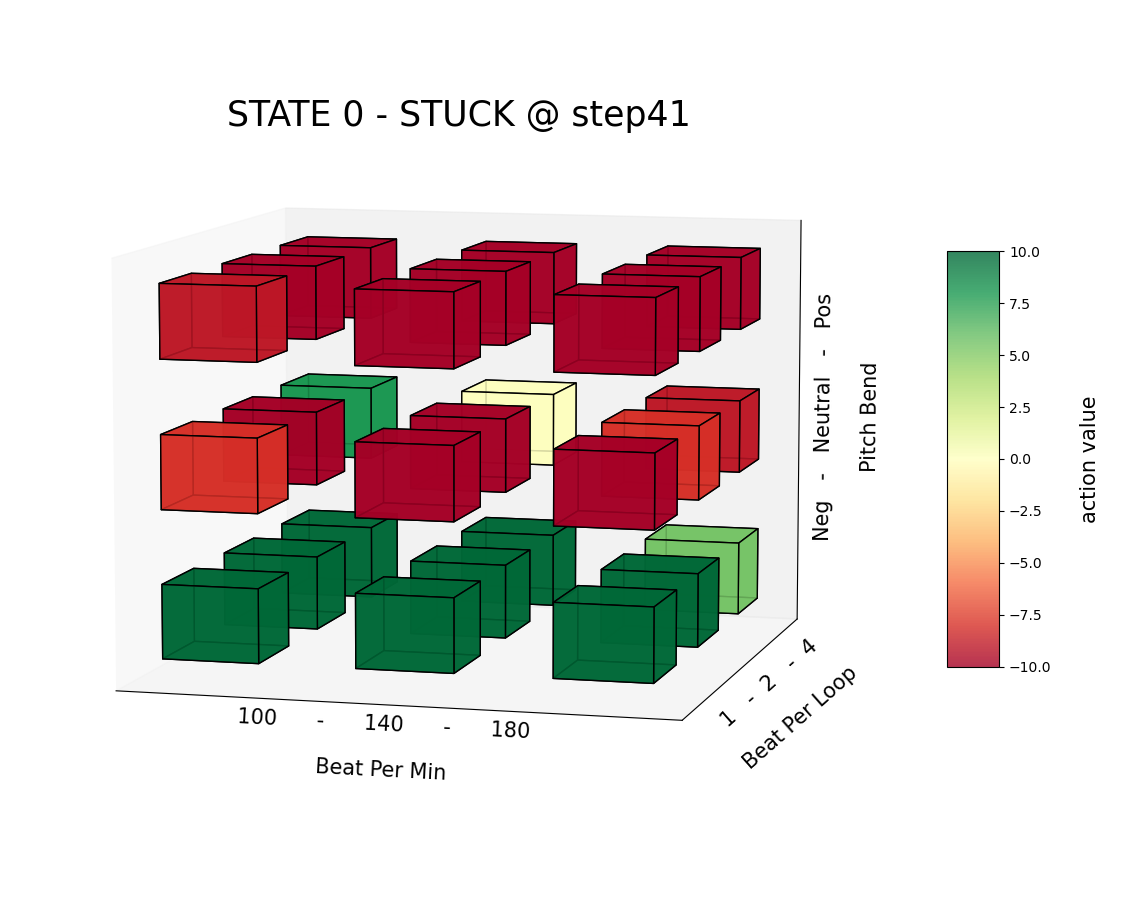 STATE 0 - STUCK @ step41
Neg - Neutral - Pos
Pitch Bend
100 - 140 - 180
Beat Per Min
1 - 2 - 4
Beat Per Loop
10.0
7.5
5.0
2.5
0.0
−2.5
−5.0
−7.5
−10.0
action value